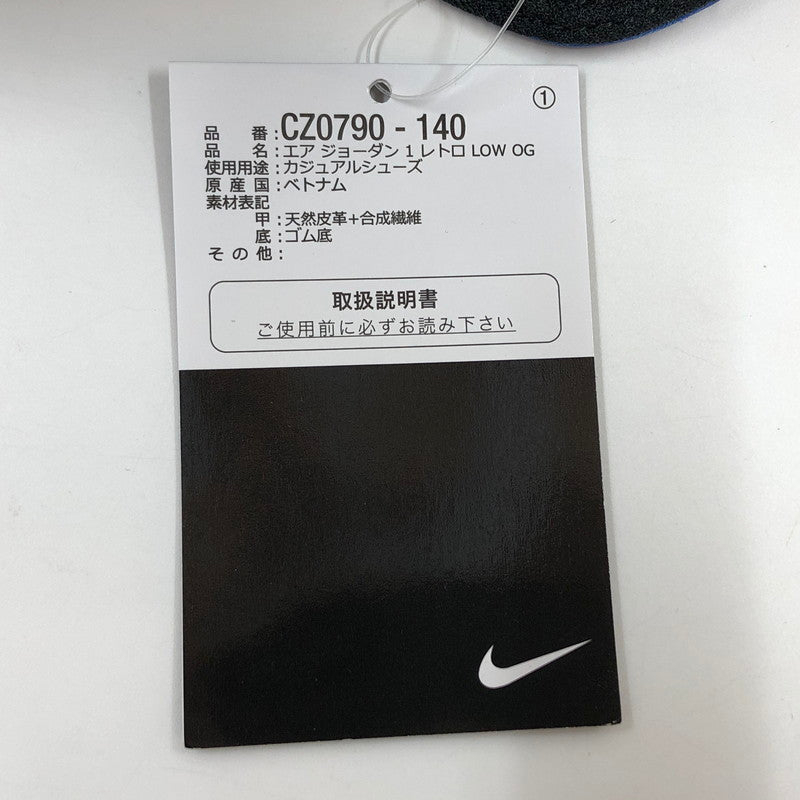 ①
品番:CZ0790 - 140
品名:エア ジョーダン 1 レトロ LOW OG
使用用途:カジュアルシューズ
原産国:ベトナム
素材表記
甲:天然皮革+合成繊維
底:ゴム底
その他:
取扱説明書
ご使用前に必ずお読み下さい